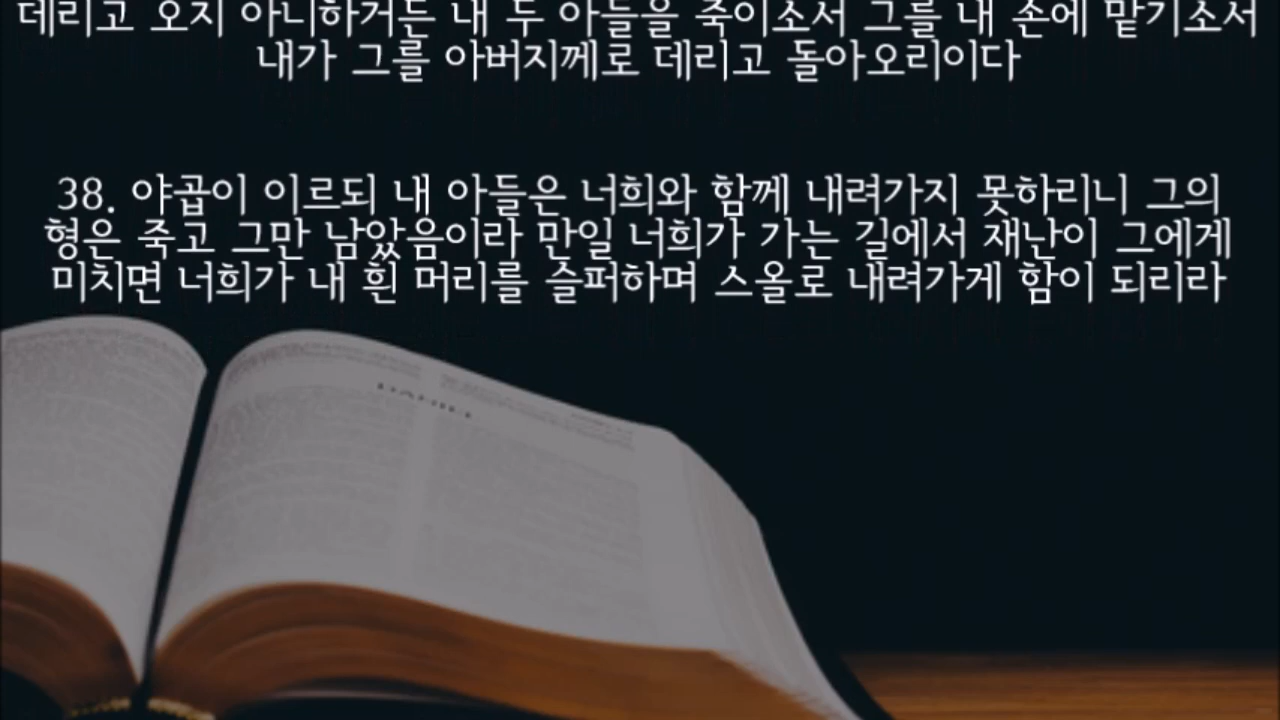 데리고 오지 아니하거든 내 두 아들을 죽이소서 그를 내 손에 맡기소서
내가 그를 아버지께로 데리고 돌아오리이다
38. 야곱이 이르되 내 아들은 너희와 함께 내려가지 못하리니 그의
형은 죽고 그만 남았음이라 만일 너희가 가는 길에서 재난이 그에게
미치면 너희가 내 흰 머리를 슬퍼하며 스올로 내려가게 함이 되리라